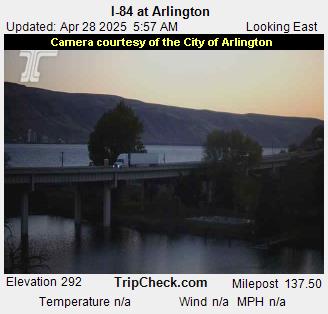 I-84 at Arlington
Updated: Apr 28 2025 5:57 AM Looking East
Camera courtesy of the City of Arlington
Elevation 292 TripCheck.com Milepost 137.50
Temperature n/a Wind n/a MPH n/a